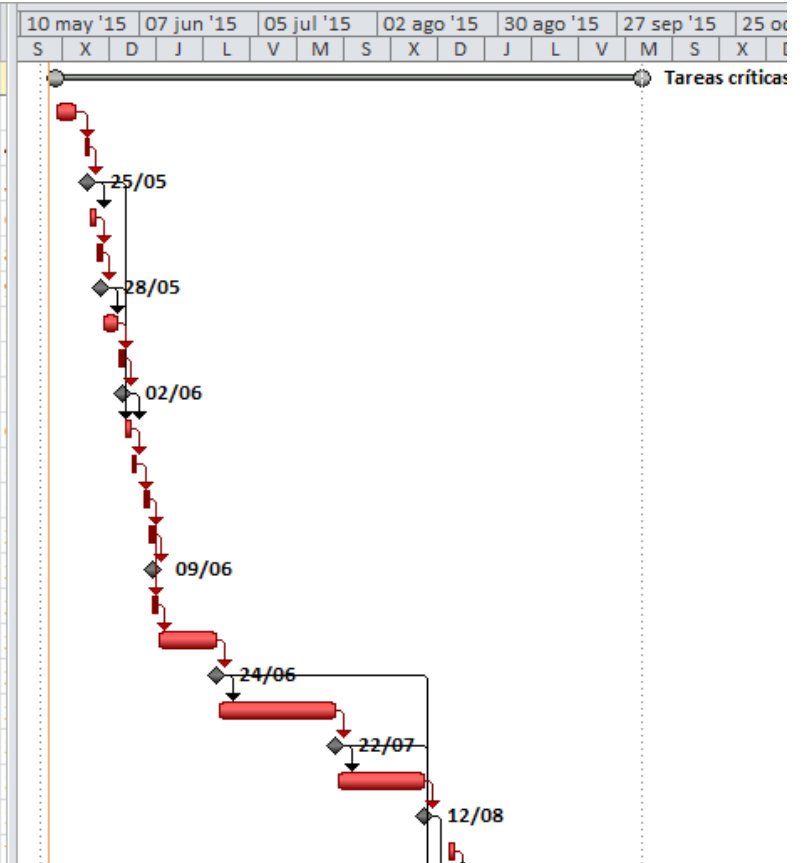 10 may '15 07 jun '15 05 jul '15 02 ago '15 30 ago '15 27 sep '15 25 oc
S X D J L V M S X D J L V M S X D
Tareas críticas
25/05
28/05
02/06
09/06
24/06
22/07
12/08